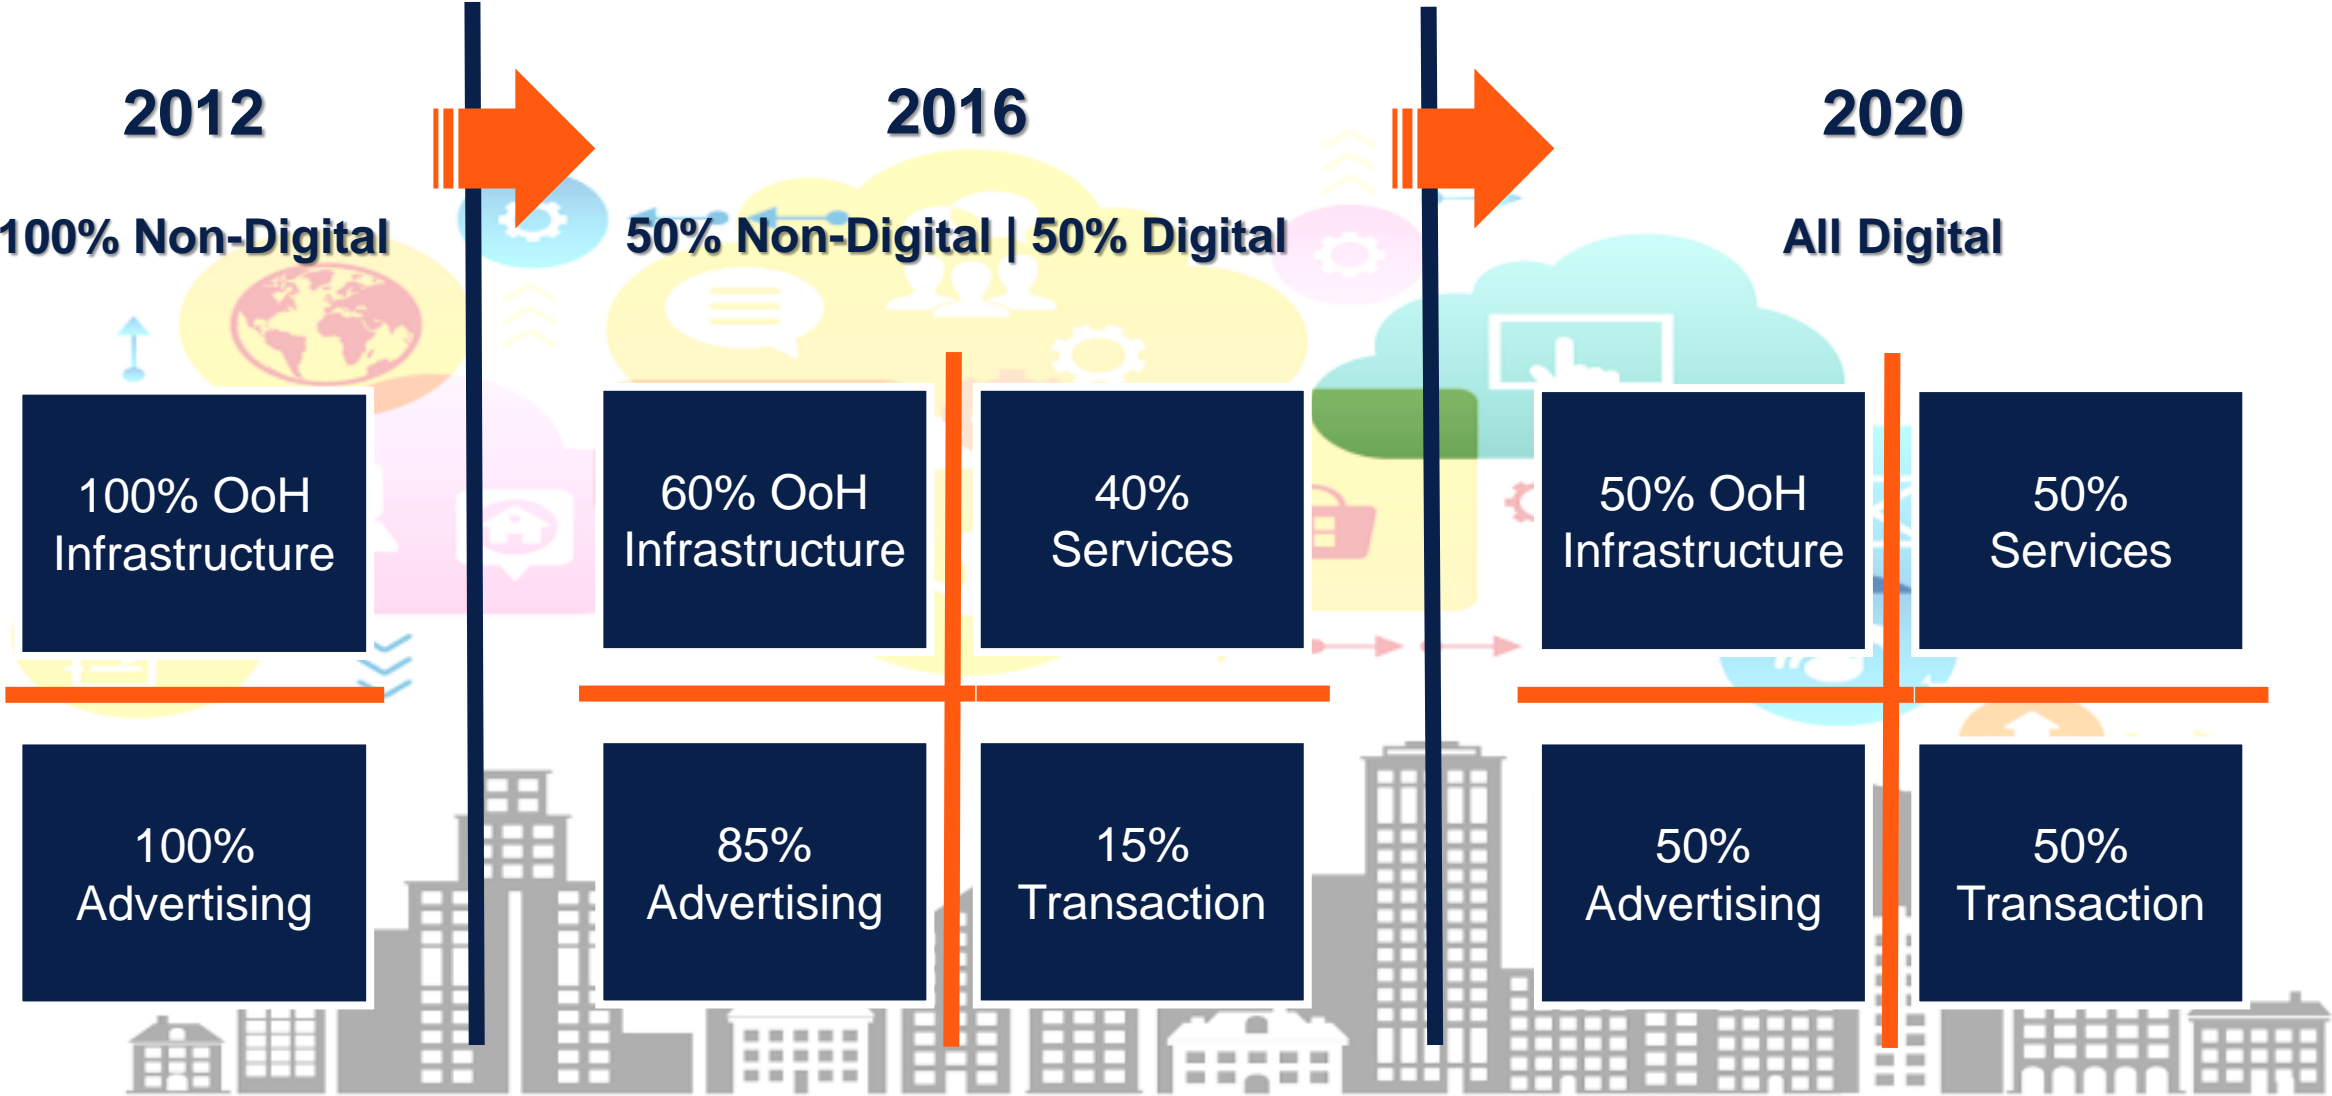 2012
100% Non-Digital
100% OoH
Infrastructure
100%
Advertising
2016
50% Non-Digital | 50% Digital
60% OoH
Infrastructure
40%
Services
85%
Advertising
15%
Transaction
2020
All Digital
50% OoH
Infrastructure
50%
Services
50%
Advertising
50%
Transaction